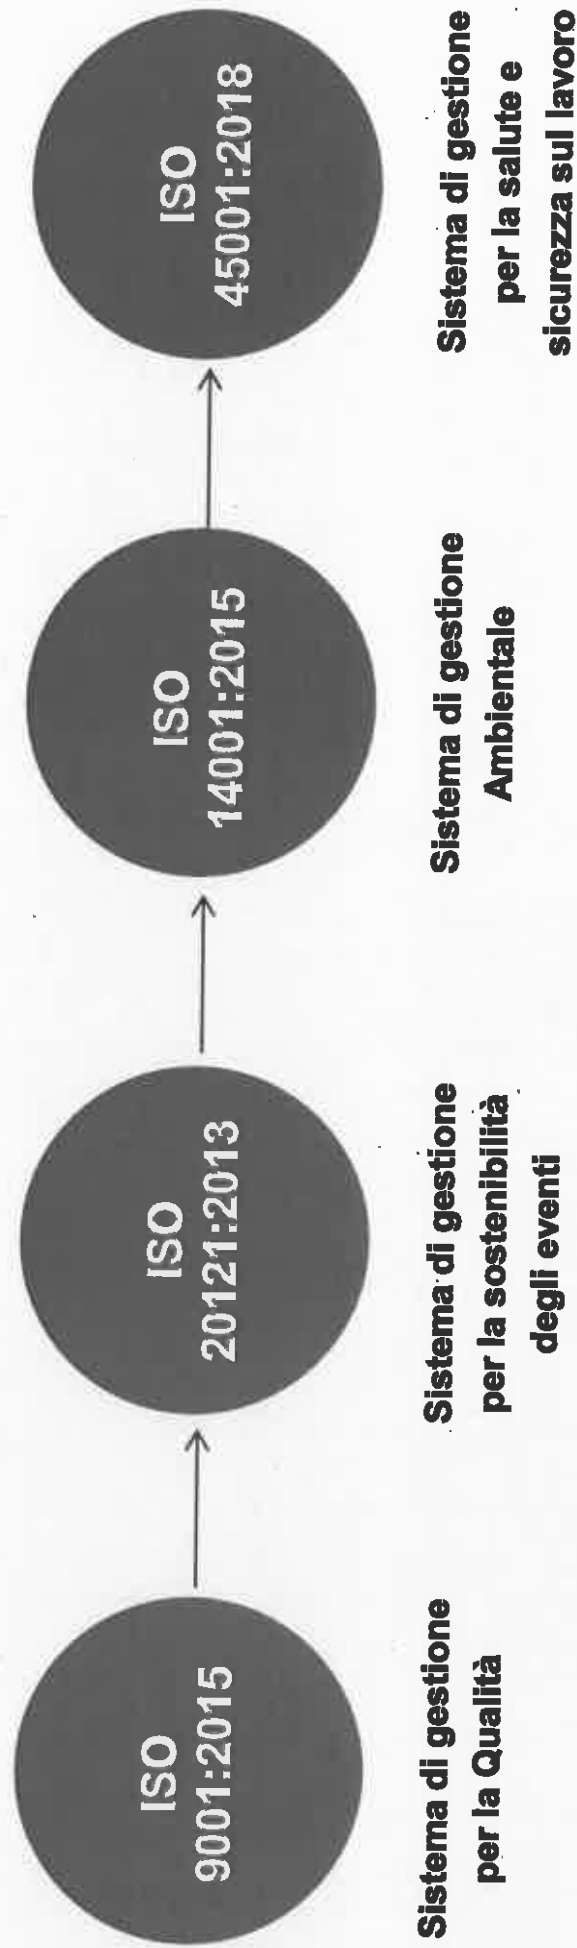 ISO
9001:2015
Sistema di gestione
per la Qualità
ISO
20121:2013
Sistema di gestione
per la sostenibilità
degli eventi
ISO
14001:2015
Sistema di gestione
Ambientale
ISO
45001:2018
Sistema di gestione
per la salute e
sicurezza sul lavoro